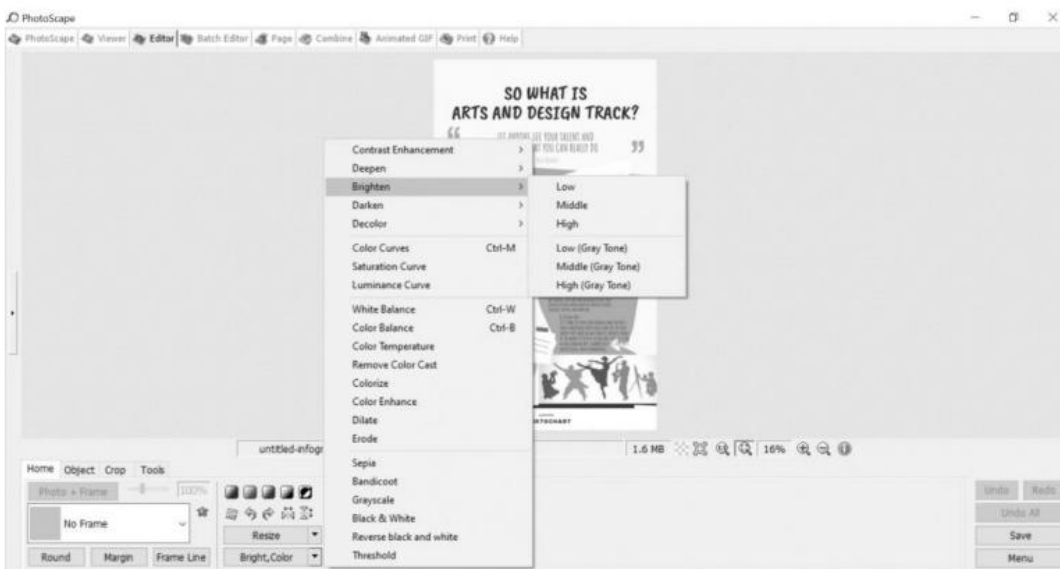 PhotoScape
PhotoScape Viewer Editor Batch Editor Page Combine Animated GIF Print Help
SO WHAT IS
ARTS AND DESIGN TRACK?
Contrast Enhancement
Deepen
Brighten
Darken
Decolor
Color Curves Ctrl-M
Saturation Curve
Luminance Curve
White Balance Ctrl-W
Color Balance Ctrl-B
Color Temperature
Remove Color Cast
Colorize
Color Enhance
Dilate
Erode
Sepia
Bandicoot
Grayscale
Black & White
Reverse black and white
Threshold
Low
Middle
High
Low (Gray Tone)
Middle (Gray Tone)
High (Gray Tone)
untitled-infogr
1.6 MB 16%
Home Object Crop Tools
Photo + Frame 100%
No Frame
Round Margin Frame Line
Resize
Bright,Color
Undo Redo
Undo All
Save
Menu